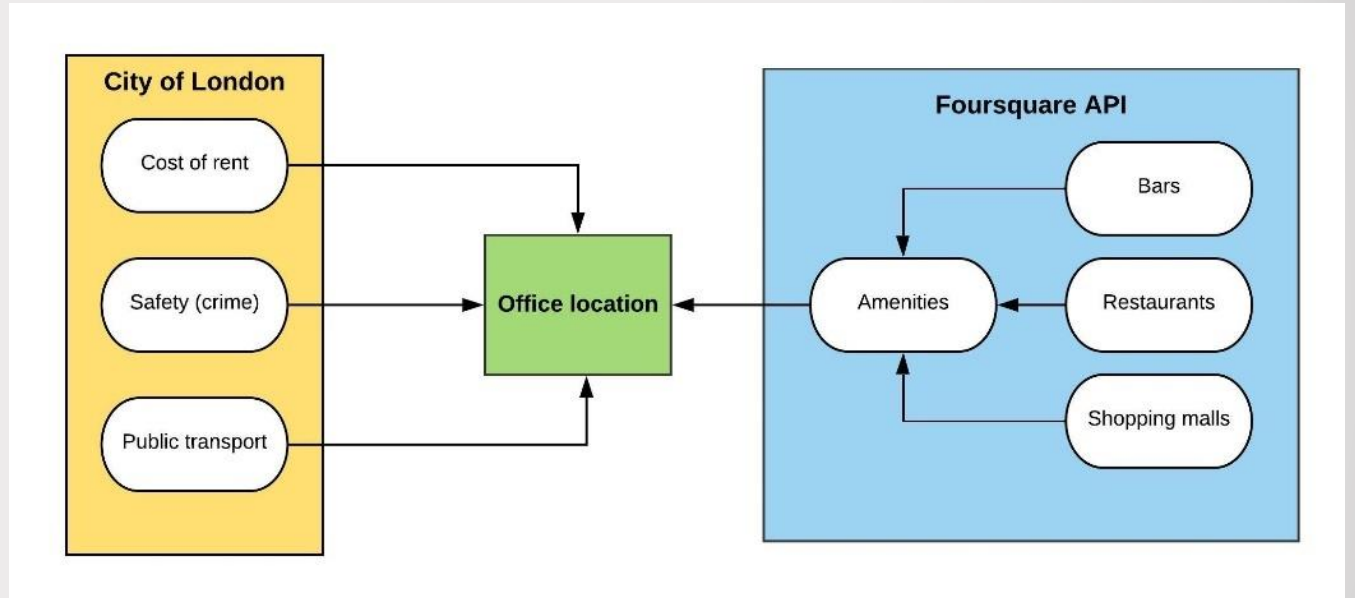 City of London
Cost of rent
Safety (crime)
Public transport
Office location
Foursquare API
Bars
Amenities
Restaurants
Shopping malls